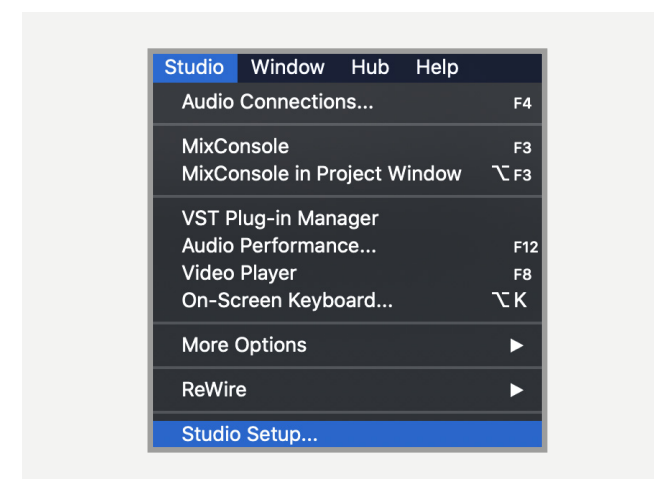 Studio Window Hub Help
Audio Connections... F4
MixConsole F3
MixConsole in Project Window ⌥ F3
VST Plug-in Manager
Audio Performance... F12
Video Player F8
On-Screen Keyboard... ⌥ K
More Options ▶
ReWire ▶
Studio Setup...